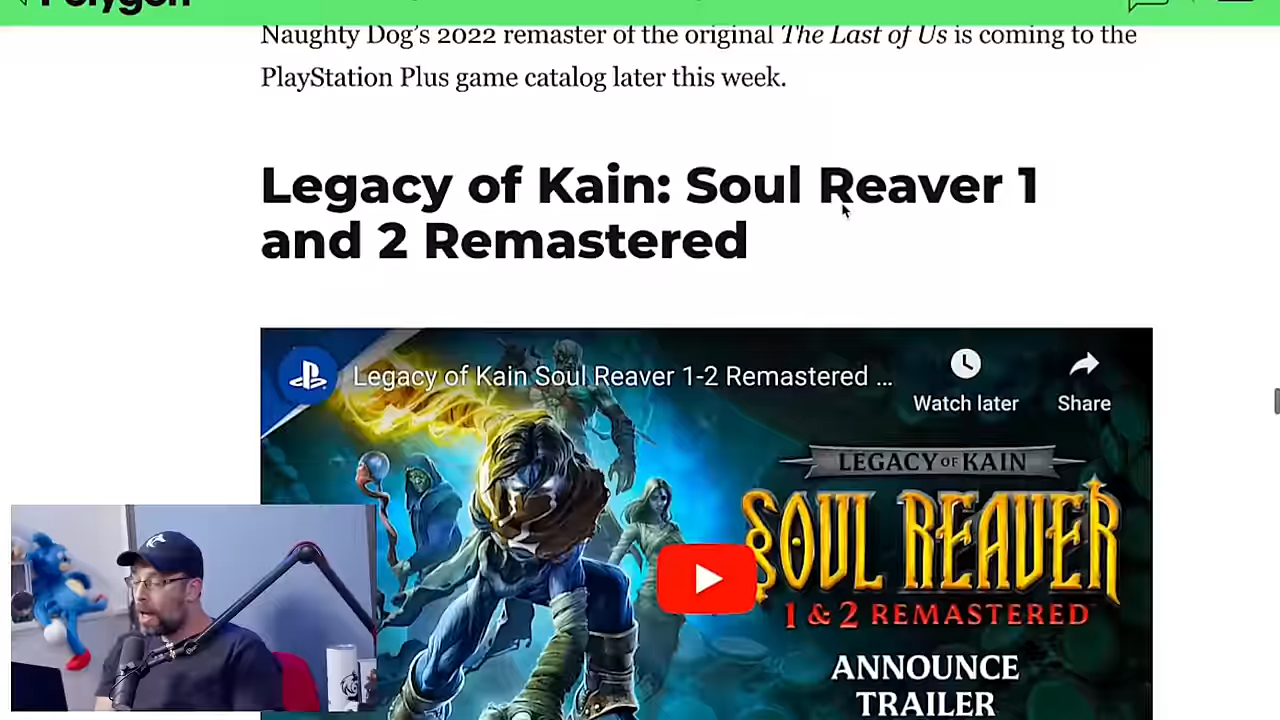 Polygon
Naughty Dog's 2022 remaster of the original The Last of Us is coming to the
PlayStation Plus game catalog later this week.
Legacy of Kain: Soul Reaver 1
and 2 Remastered
Legacy of Kain Soul Reaver 1-2 Remastered ...
Watch later
Share
LEGACY OF KAIN
SOUL REAVER
1 & 2 REMASTERED
ANNOUNCE
TRAILER